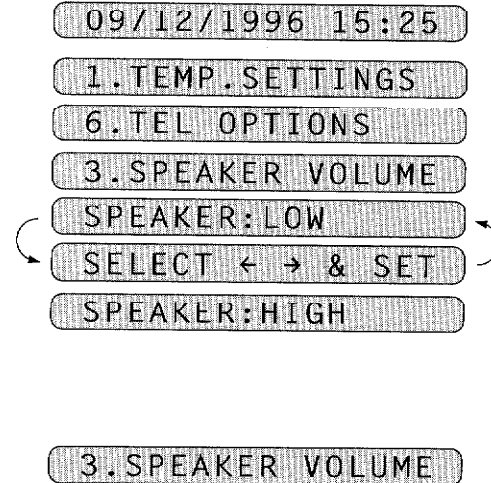 09/12/1996 15:25
1.TEMP.SETTINGS
6.TEL OPTIONS
3.SPEAKER VOLUME
SPEAKER:LOW
SELECT ← → & SET
SPEAKER:HIGH
3.SPEAKER VOLUME